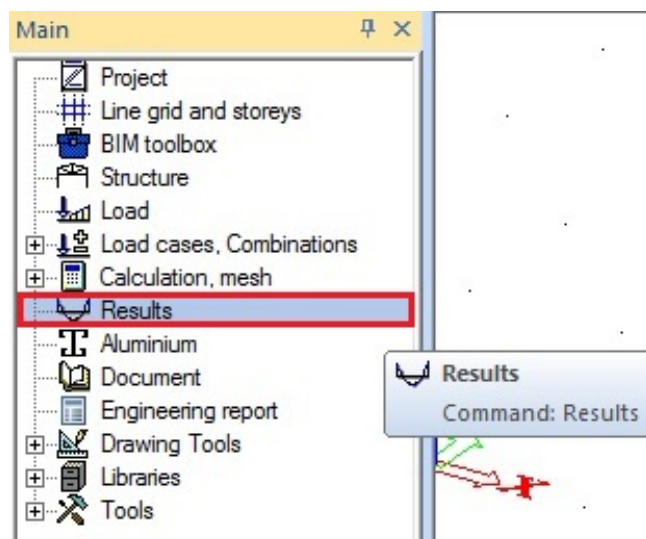 Main
Project
Line grid and storeys
BIM toolbox
Structure
Load
Load cases, Combinations
Calculation, mesh
Results
Aluminium
Document
Engineering report
Drawing Tools
Libraries
Tools
Results
Command: Results